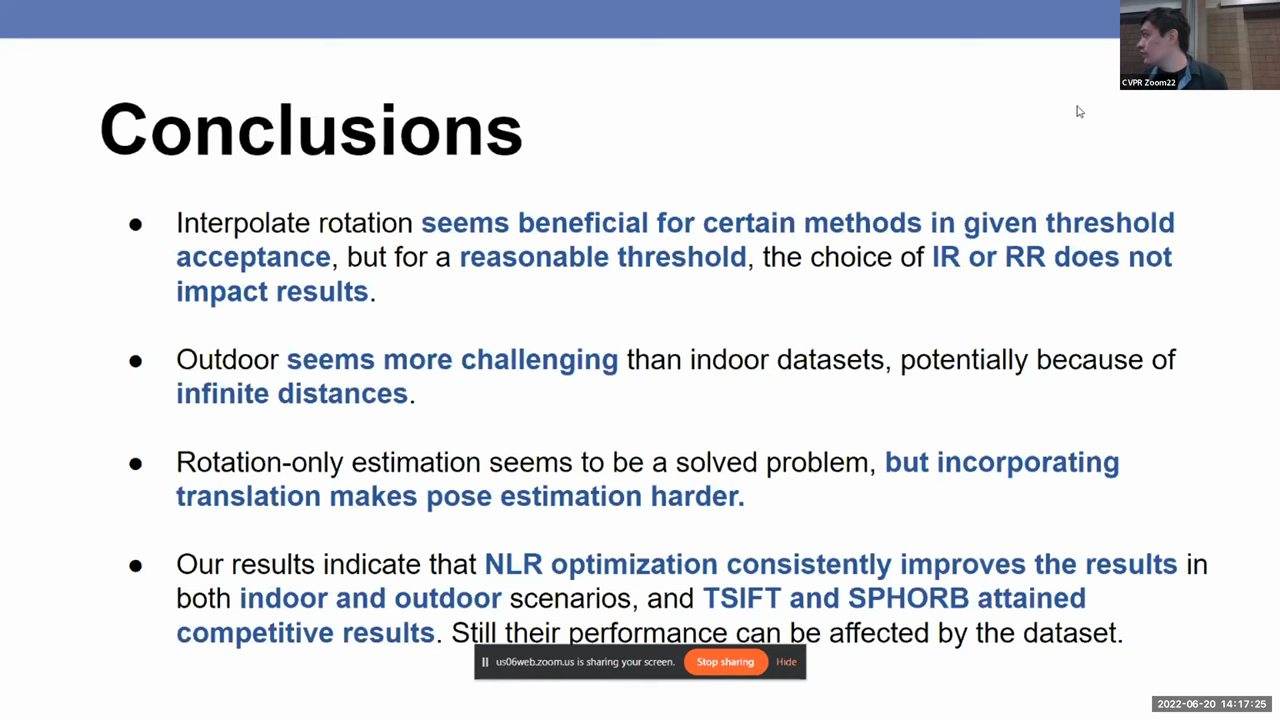 CVPR Zoom22
Conclusions
● Interpolate rotation seems beneficial for certain methods in given threshold
acceptance, but for a reasonable threshold, the choice of IR or RR does not
impact results.
● Outdoor seems more challenging than indoor datasets, potentially because of
infinite distances.
● Rotation-only estimation seems to be a solved problem, but incorporating
translation makes pose estimation harder.
● Our results indicate that NLR optimization consistently improves the results in
both indoor and outdoor scenarios, and TSIFT and SPHORB attained
competitive results. Still their performance can be affected by the dataset.
us06web.zoom.us is sharing your screen. Stop sharing Hide
2022-06-20 14:17:25